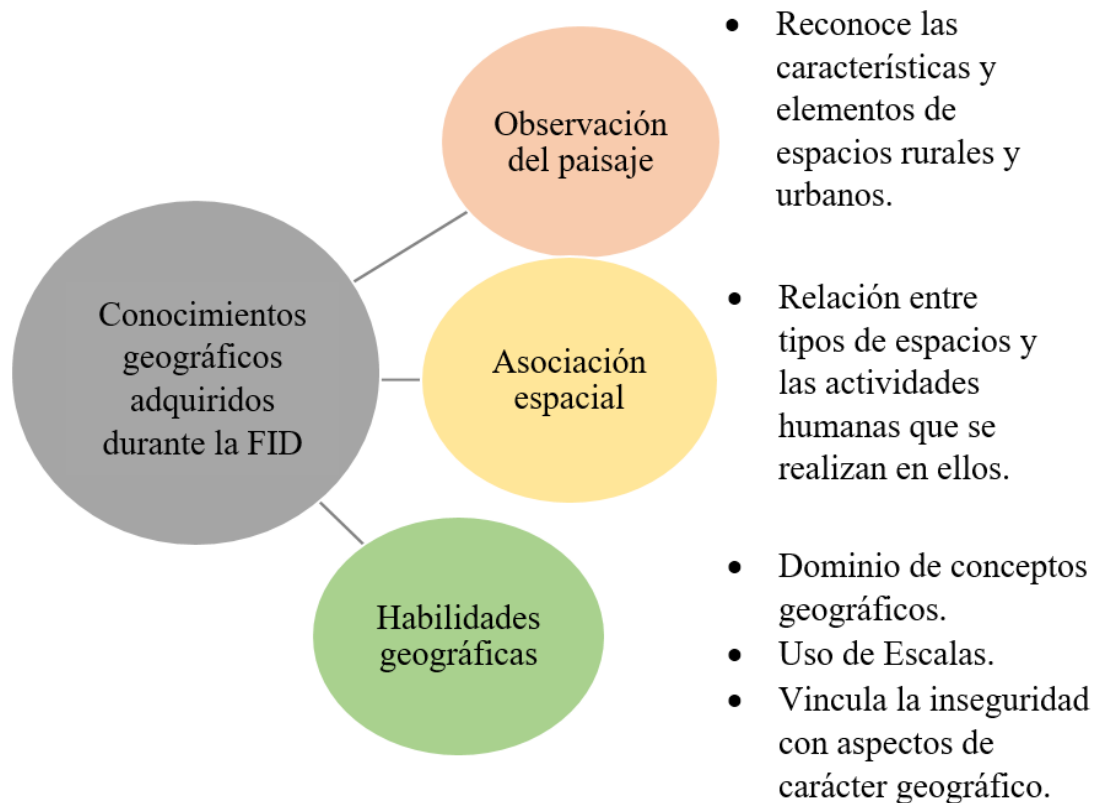 Conocimientos
geográficos
adquiridos
durante la FID
Observación
del paisaje
• Reconoce las
características y
elementos de
espacios rurales y
urbanos.
Asociación
espacial
• Relación entre
tipos de espacios y
las actividades
humanas que se
realizan en ellos.
Habilidades
geográficas
• Dominio de conceptos
geográficos.
• Uso de Escalas.
• Vincula la inseguridad
con aspectos de
carácter geográfico.